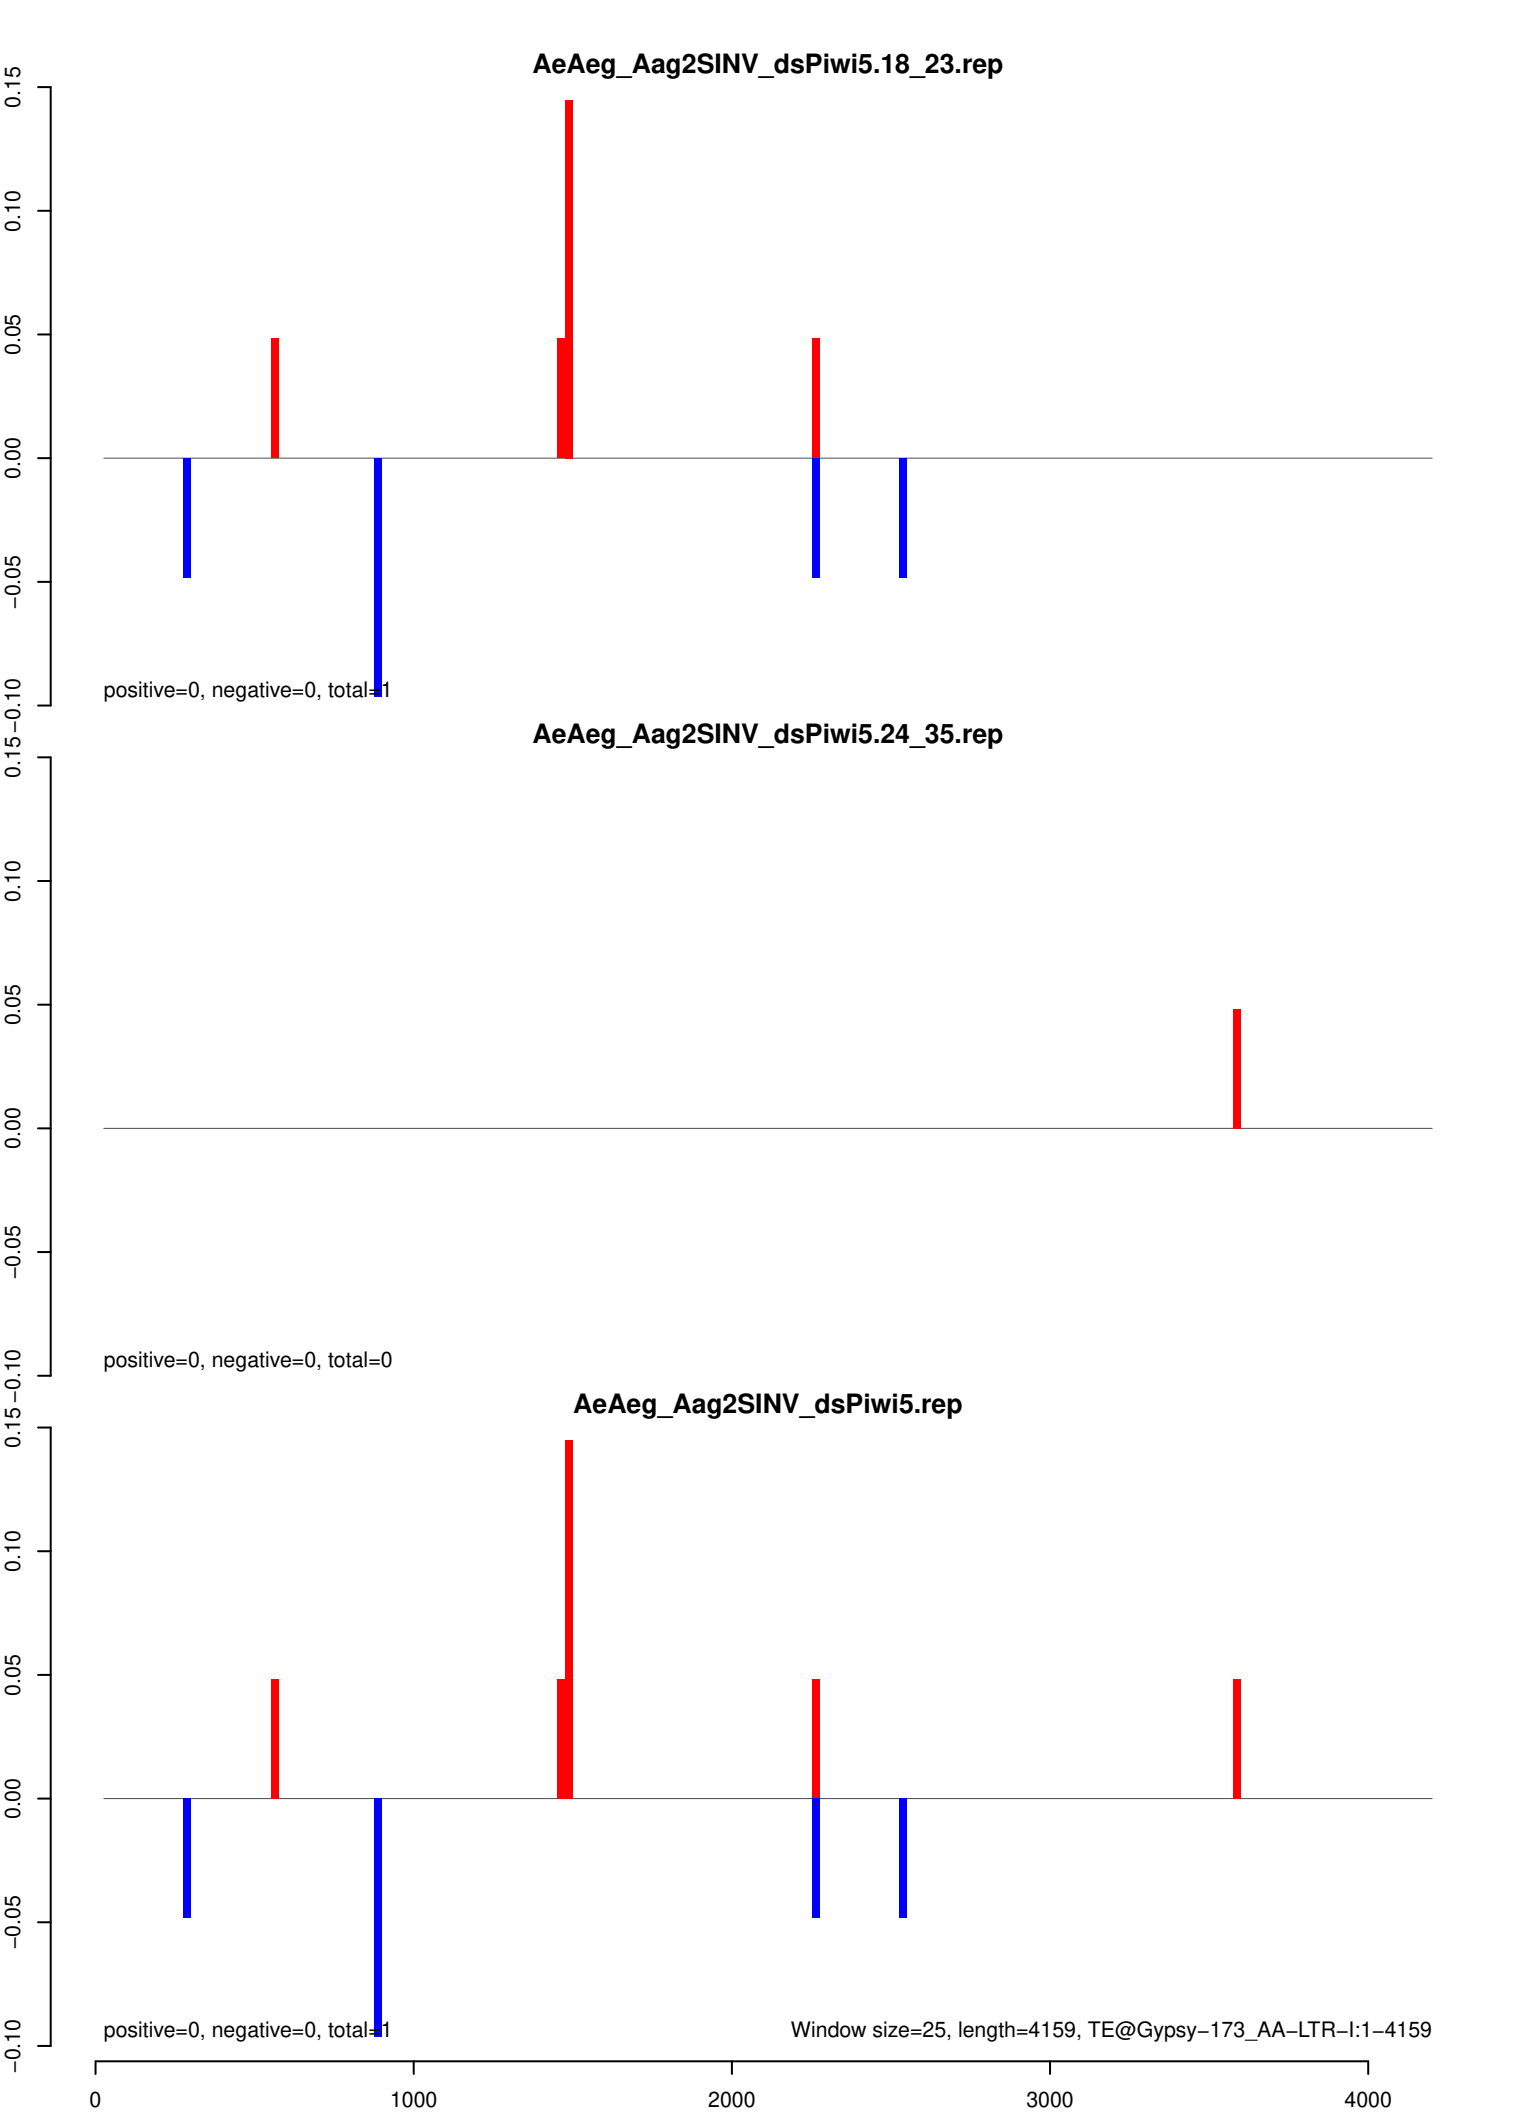 AeAeg_Aag2SINV_dsPiwi5.18_23.rep
0.15
0.10
0.05
0.00
−0.05
−0.10
positive=0, negative=0, total=1
AeAeg_Aag2SINV_dsPiwi5.24_35.rep
0.15
0.10
0.05
0.00
−0.05
−0.10
positive=0, negative=0, total=0
AeAeg_Aag2SINV_dsPiwi5.rep
0.15
0.10
0.05
0.00
−0.05
−0.10
positive=0, negative=0, total=1
Window size=25, length=4159, TE@Gypsy−173_AA−LTR−I:1−4159
0 1000 2000 3000 4000